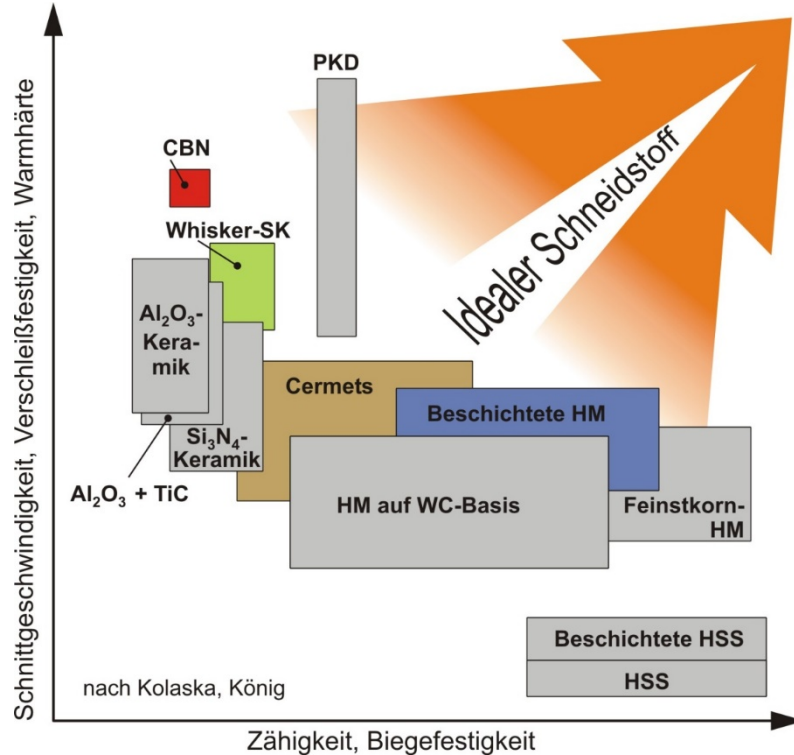 Schnittgeschwindigkeit, Verschleißfestigkeit, Warmhärte
PKD
CBN
Whisker-SK
Idealer Schneidstoff
Al₂O₃-
Kera-
mik
Cermets
Beschichtete HM
Si₃N₄-
Keramik
Al₂O₃ + TiC
HM auf WC-Basis
Feinstkorn-
HM
Beschichtete HSS
HSS
nach Kolaska, König
Zähigkeit, Biegefestigkeit